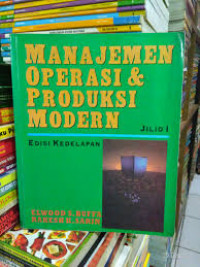 MANAJEMEN
OPERASI &
PRODUKSI
MODERN
JILID I
EDISI KEDELAPAN
ELWOOD S. BUFFA
RAKESH K. SARIN